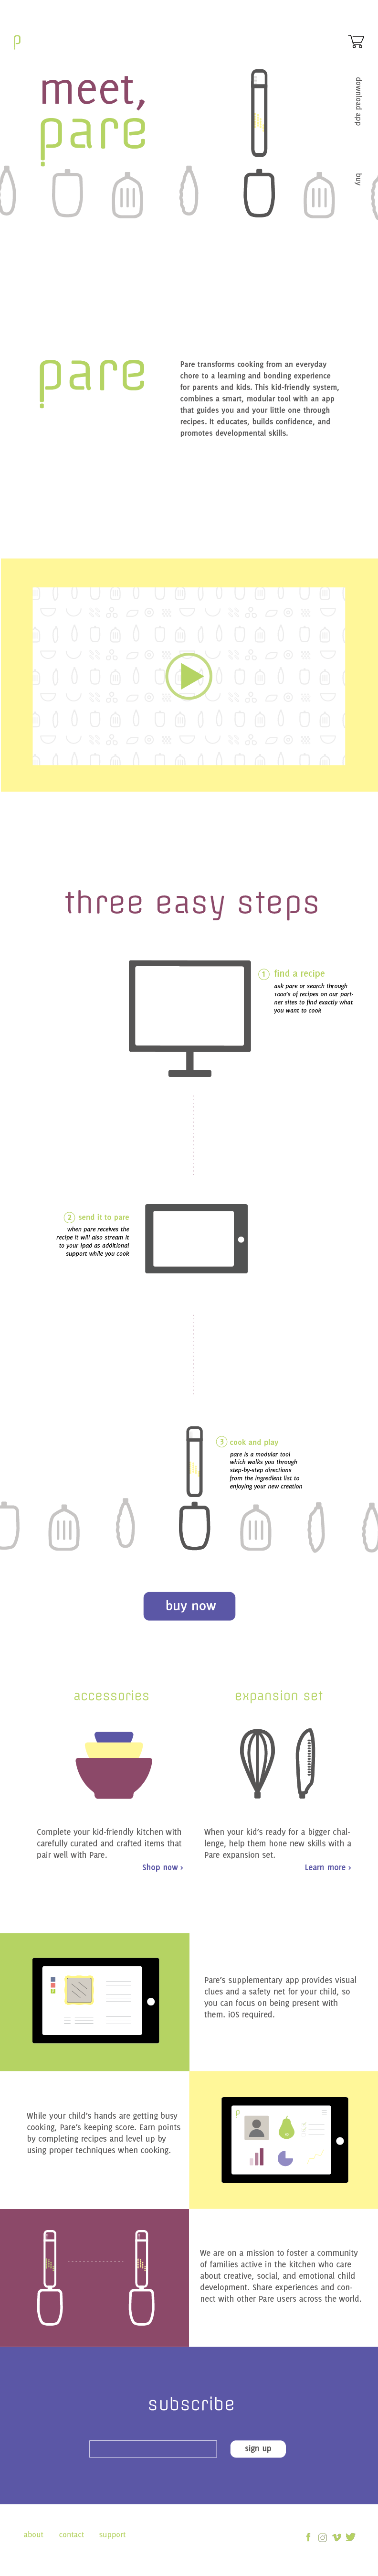 p
meet,
pare
download app
buy
pare
Pare transforms cooking from an everyday
chore to a learning and bonding experience
for parents and kids. This kid-friendly system,
combines a smart, modular tool with an app
that guides you and your little one through
recipes. It educates, builds confidence, and
promotes developmental skills.
three easy steps
1 find a recipe
ask pare or search through
1000's of recipes on our part-
ner sites to find exactly what
you want to cook
2 send it to pare
when pare receives the
recipe it will also stream it
to your ipad as additional
support while you cook
3 cook and play
pare is a modular tool
which walks you through
step-by-step directions
from the ingredient list to
enjoying your new creation
buy now
accessories
Complete your kid-friendly kitchen with
carefully curated and crafted items that
pair well with Pare.
Shop now ›
expansion set
When your kid's ready for a bigger chal-
lenge, help them hone new skills with a
Pare expansion set.
Learn more ›
Pare's supplementary app provides visual
clues and a safety net for your child, so
you can focus on being present with
them. iOS required.
While your child's hands are getting busy
cooking, Pare's keeping score. Earn points
by completing recipes and level up by
using proper techniques when cooking.
p
We are on a mission to foster a community
of families active in the kitchen who care
about creative, social, and emotional child
development. Share experiences and con-
nect with other Pare users across the world.
subscribe
sign up
about contact support